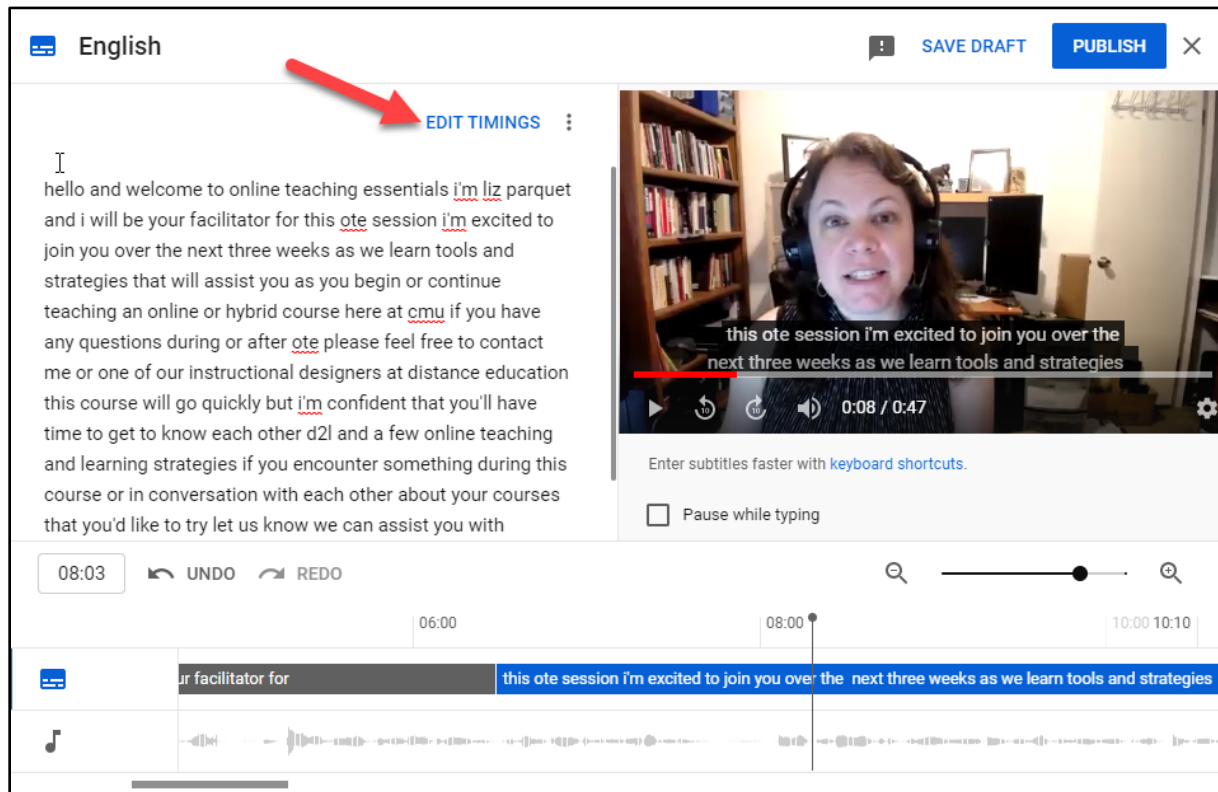 English
SAVE DRAFT
PUBLISH
EDIT TIMINGS
hello and welcome to online teaching essentials i'm liz parquet
and i will be your facilitator for this ote session i'm excited to
join you over the next three weeks as we learn tools and
strategies that will assist you as you begin or continue
teaching an online or hybrid course here at cmu if you have
any questions during or after ote please feel free to contact
me or one of our instructional designers at distance education
this course will go quickly but i'm confident that you'll have
time to get to know each other d2l and a few online teaching
and learning strategies if you encounter something during this
course or in conversation with each other about your courses
that you'd like to try let us know we can assist you with
this ote session i'm excited to join you over the
next three weeks as we learn tools and strategies
10
10
0:08 / 0:47
Enter subtitles faster with keyboard shortcuts.
Pause while typing
08:03
UNDO
REDO
06:00
08:00
10:00 10:10
ur facilitator for
this ote session i'm excited to join you over the next three weeks as we learn tools and strategies